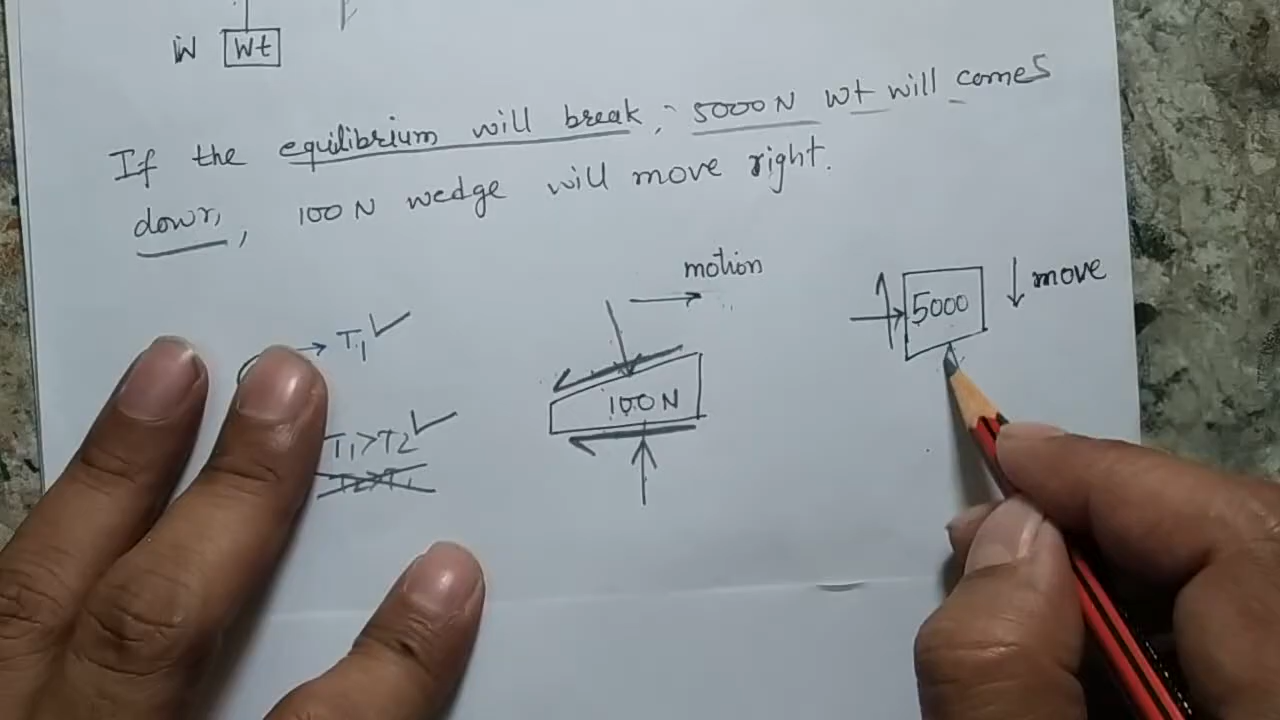 W Wt
If the equilibrium will break, 5000 N wt will comes
down, 100 N wedge will move right.
motion
move
5000
T1
100 N
T1>T2